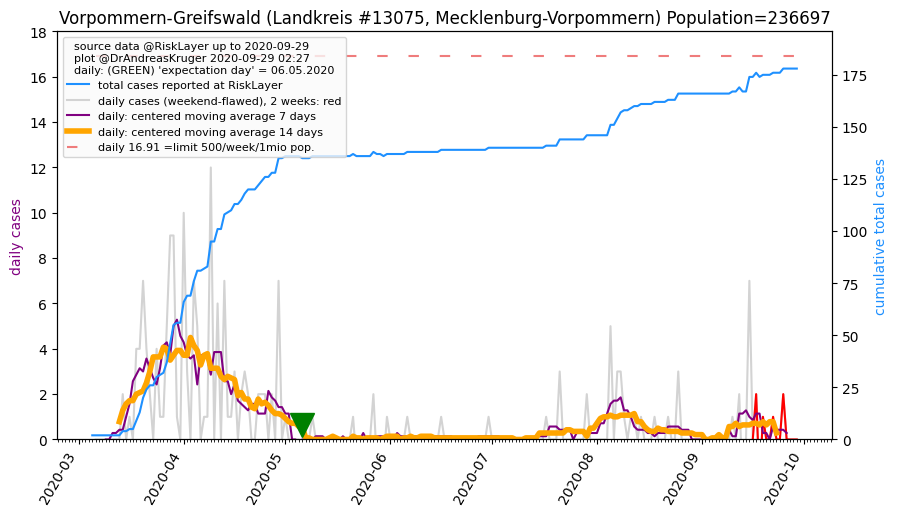 Vorpommern-Greifswald (Landkreis #13075, Mecklenburg-Vorpommern) Population=236697
source data @RiskLayer up to 2020-09-29
plot @DrAndreasKruger 2020-09-29 02:27
daily: (GREEN) 'expectation day' = 06.05.2020
total cases reported at RiskLayer
daily cases (weekend-flawed), 2 weeks: red
daily: centered moving average 7 days
daily: centered moving average 14 days
daily 16.91 =limit 500/week/1mio pop.
daily cases
18
16
14
12
10
8
6
4
2
0
cumulative total cases
175
150
125
100
75
50
25
0
2020-03
2020-04
2020-05
2020-06
2020-07
2020-08
2020-09
2020-10